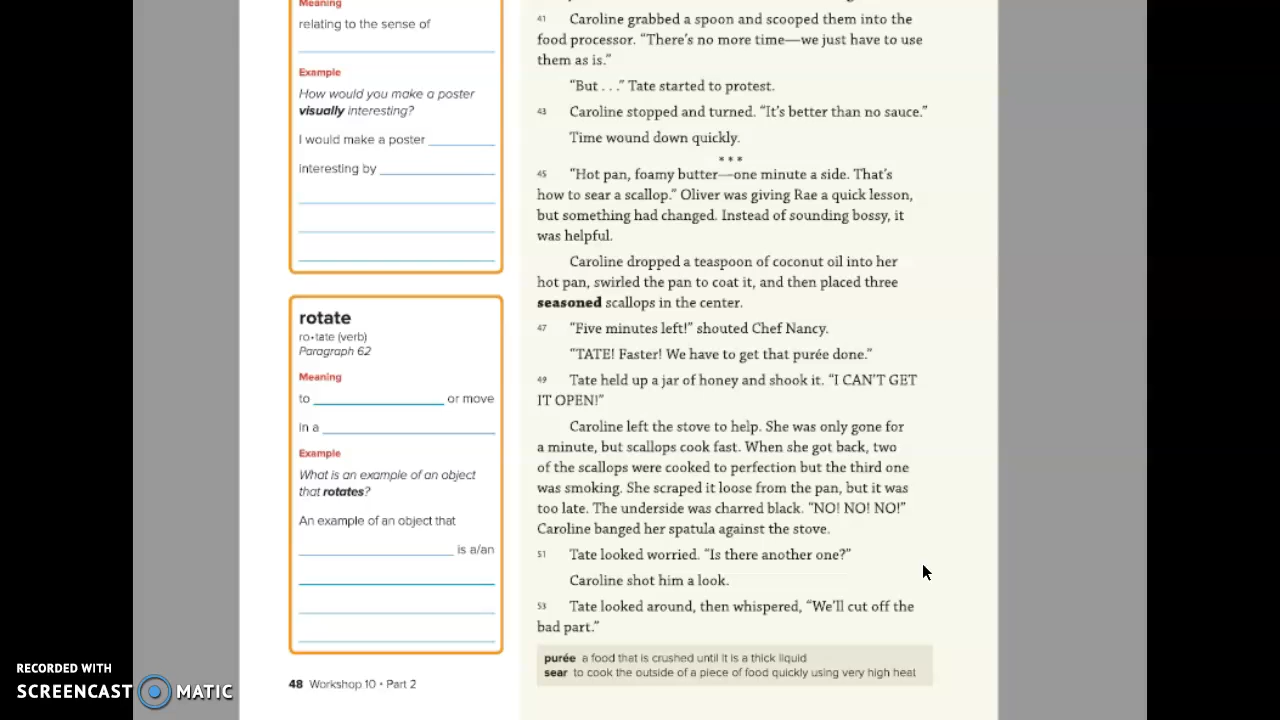 Meaning
relating to the sense of
Example
How would you make a poster
visually interesting?
I would make a poster
interesting by
rotate
ro•tate (verb)
Paragraph 62
Meaning
to or move
in a
Example
What is an example of an object
that rotates?
An example of an object that
is a/an
48 Workshop 10 • Part 2
41 Caroline grabbed a spoon and scooped them into the
food processor. “There’s no more time—we just have to use
them as is.”
“But . . .” Tate started to protest.
43 Caroline stopped and turned. “It’s better than no sauce.”
Time wound down quickly.
* * *
45 “Hot pan, foamy butter—one minute a side. That’s
how to sear a scallop.” Oliver was giving Rae a quick lesson,
but something had changed. Instead of sounding bossy, it
was helpful.
Caroline dropped a teaspoon of coconut oil into her
hot pan, swirled the pan to coat it, and then placed three
seasoned scallops in the center.
47 “Five minutes left!” shouted Chef Nancy.
“TATE! Faster! We have to get that purée done.”
49 Tate held up a jar of honey and shook it. “I CAN’T GET
IT OPEN!”
Caroline left the stove to help. She was only gone for
a minute, but scallops cook fast. When she got back, two
of the scallops were cooked to perfection but the third one
was smoking. She scraped it loose from the pan, but it was
too late. The underside was charred black. “NO! NO! NO!”
Caroline banged her spatula against the stove.
51 Tate looked worried. “Is there another one?”
Caroline shot him a look.
53 Tate looked around, then whispered, “We’ll cut off the
bad part.”
purée a food that is crushed until it is a thick liquid
sear to cook the outside of a piece of food quickly using very high heat
RECORDED WITH
SCREENCAST MATIC